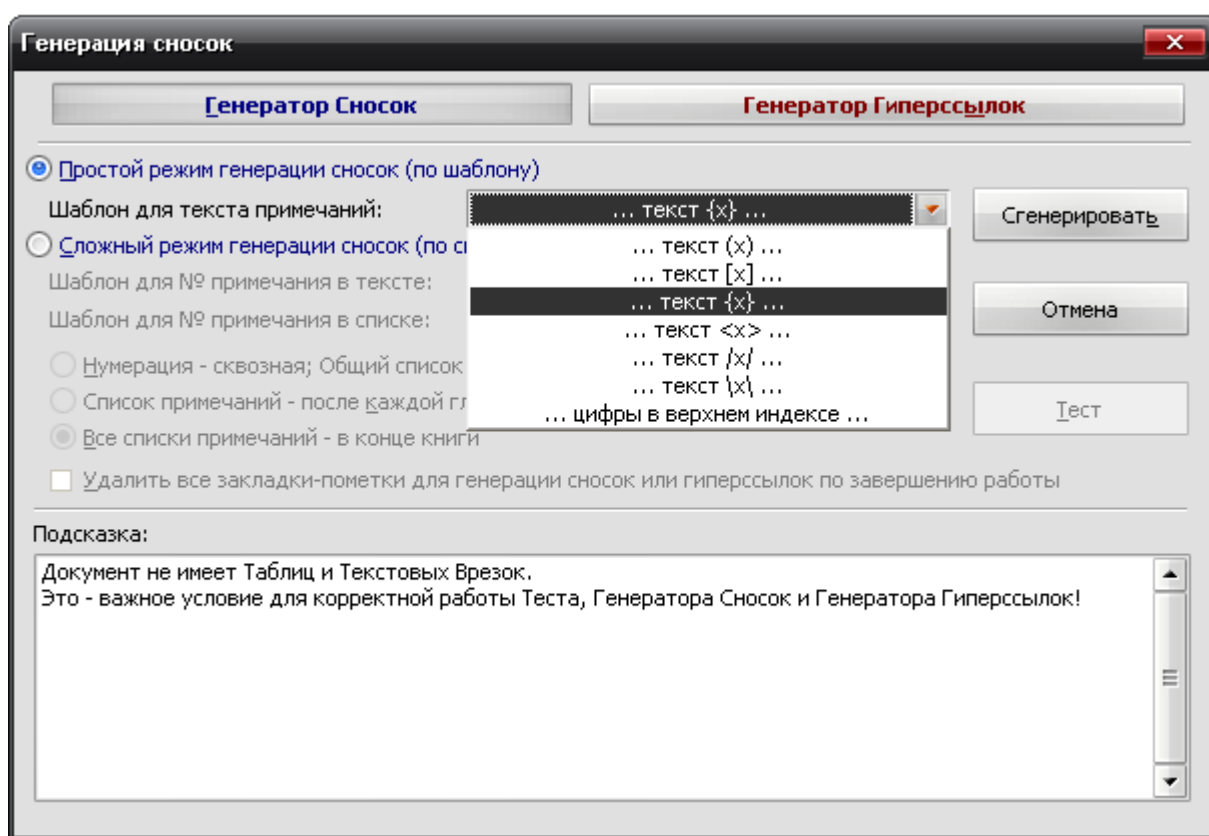 Генерация сносок
Генератор Сносок
Генератор Гиперссылок
Простой режим генерации сносок (по шаблону)
Шаблон для текста примечаний:
... текст {x} ...
Сгенерировать
Сложный режим генерации сносок (по
... текст (x) ...
Шаблон для № примечания в тексте:
... текст [x] ...
... текст {x} ...
Отмена
Шаблон для № примечания в списке:
... текст <x> ...
Нумерация - сквозная; Общий список
... текст /x/ ...
Список примечаний - после каждой
... текст \x\ ...
Тест
... цифры в верхнем индексе ...
Все списки примечаний - в конце книги
Удалить все закладки-пометки для генерации сносок или гиперссылок по завершению работы
Подсказка:
Документ не имеет Таблиц и Текстовых Врезок.
Это - важное условие для корректной работы Теста, Генератора Сносок и Генератора Гиперссылок!